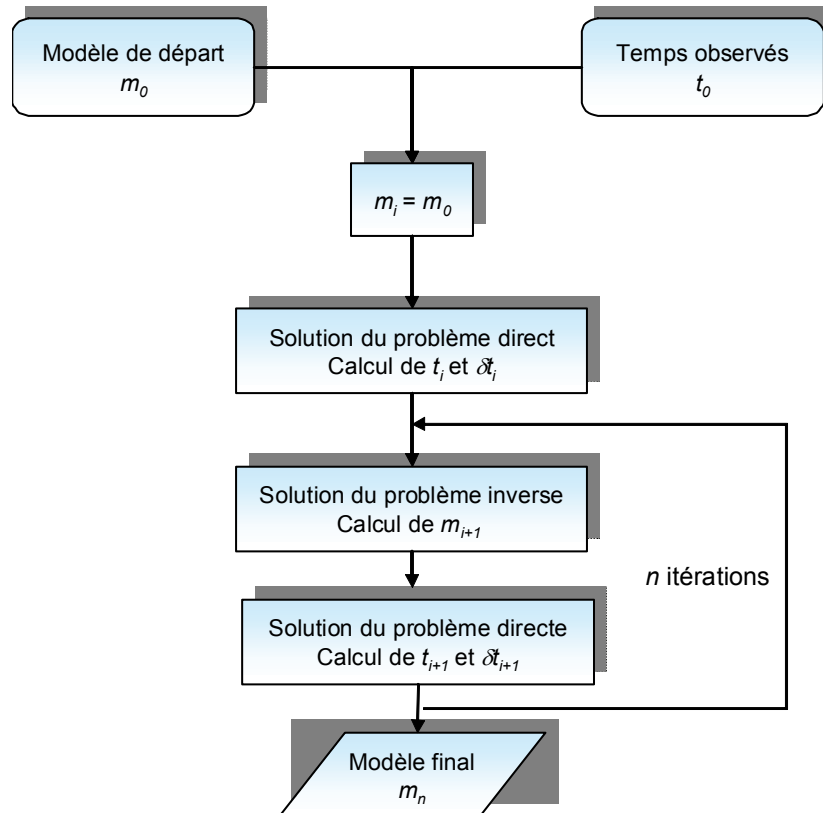 Modèle de départ
m0
Temps observés
t0
mi = m0
Solution du problème direct
Calcul de ti et δti
Solution du problème inverse
Calcul de mi+1
n itérations
Solution du problème directe
Calcul de ti+1 et δti+1
Modèle final
mn